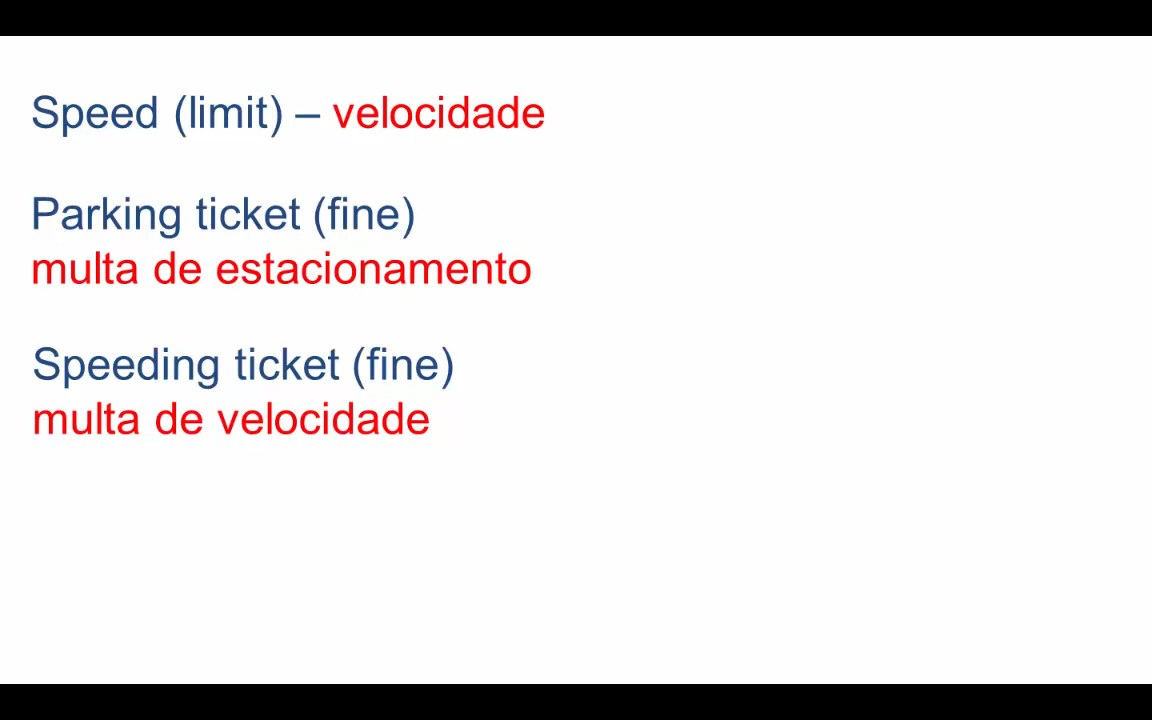 Speed (limit) – velocidade
Parking ticket (fine)
multa de estacionamento
Speeding ticket (fine)
multa de velocidade